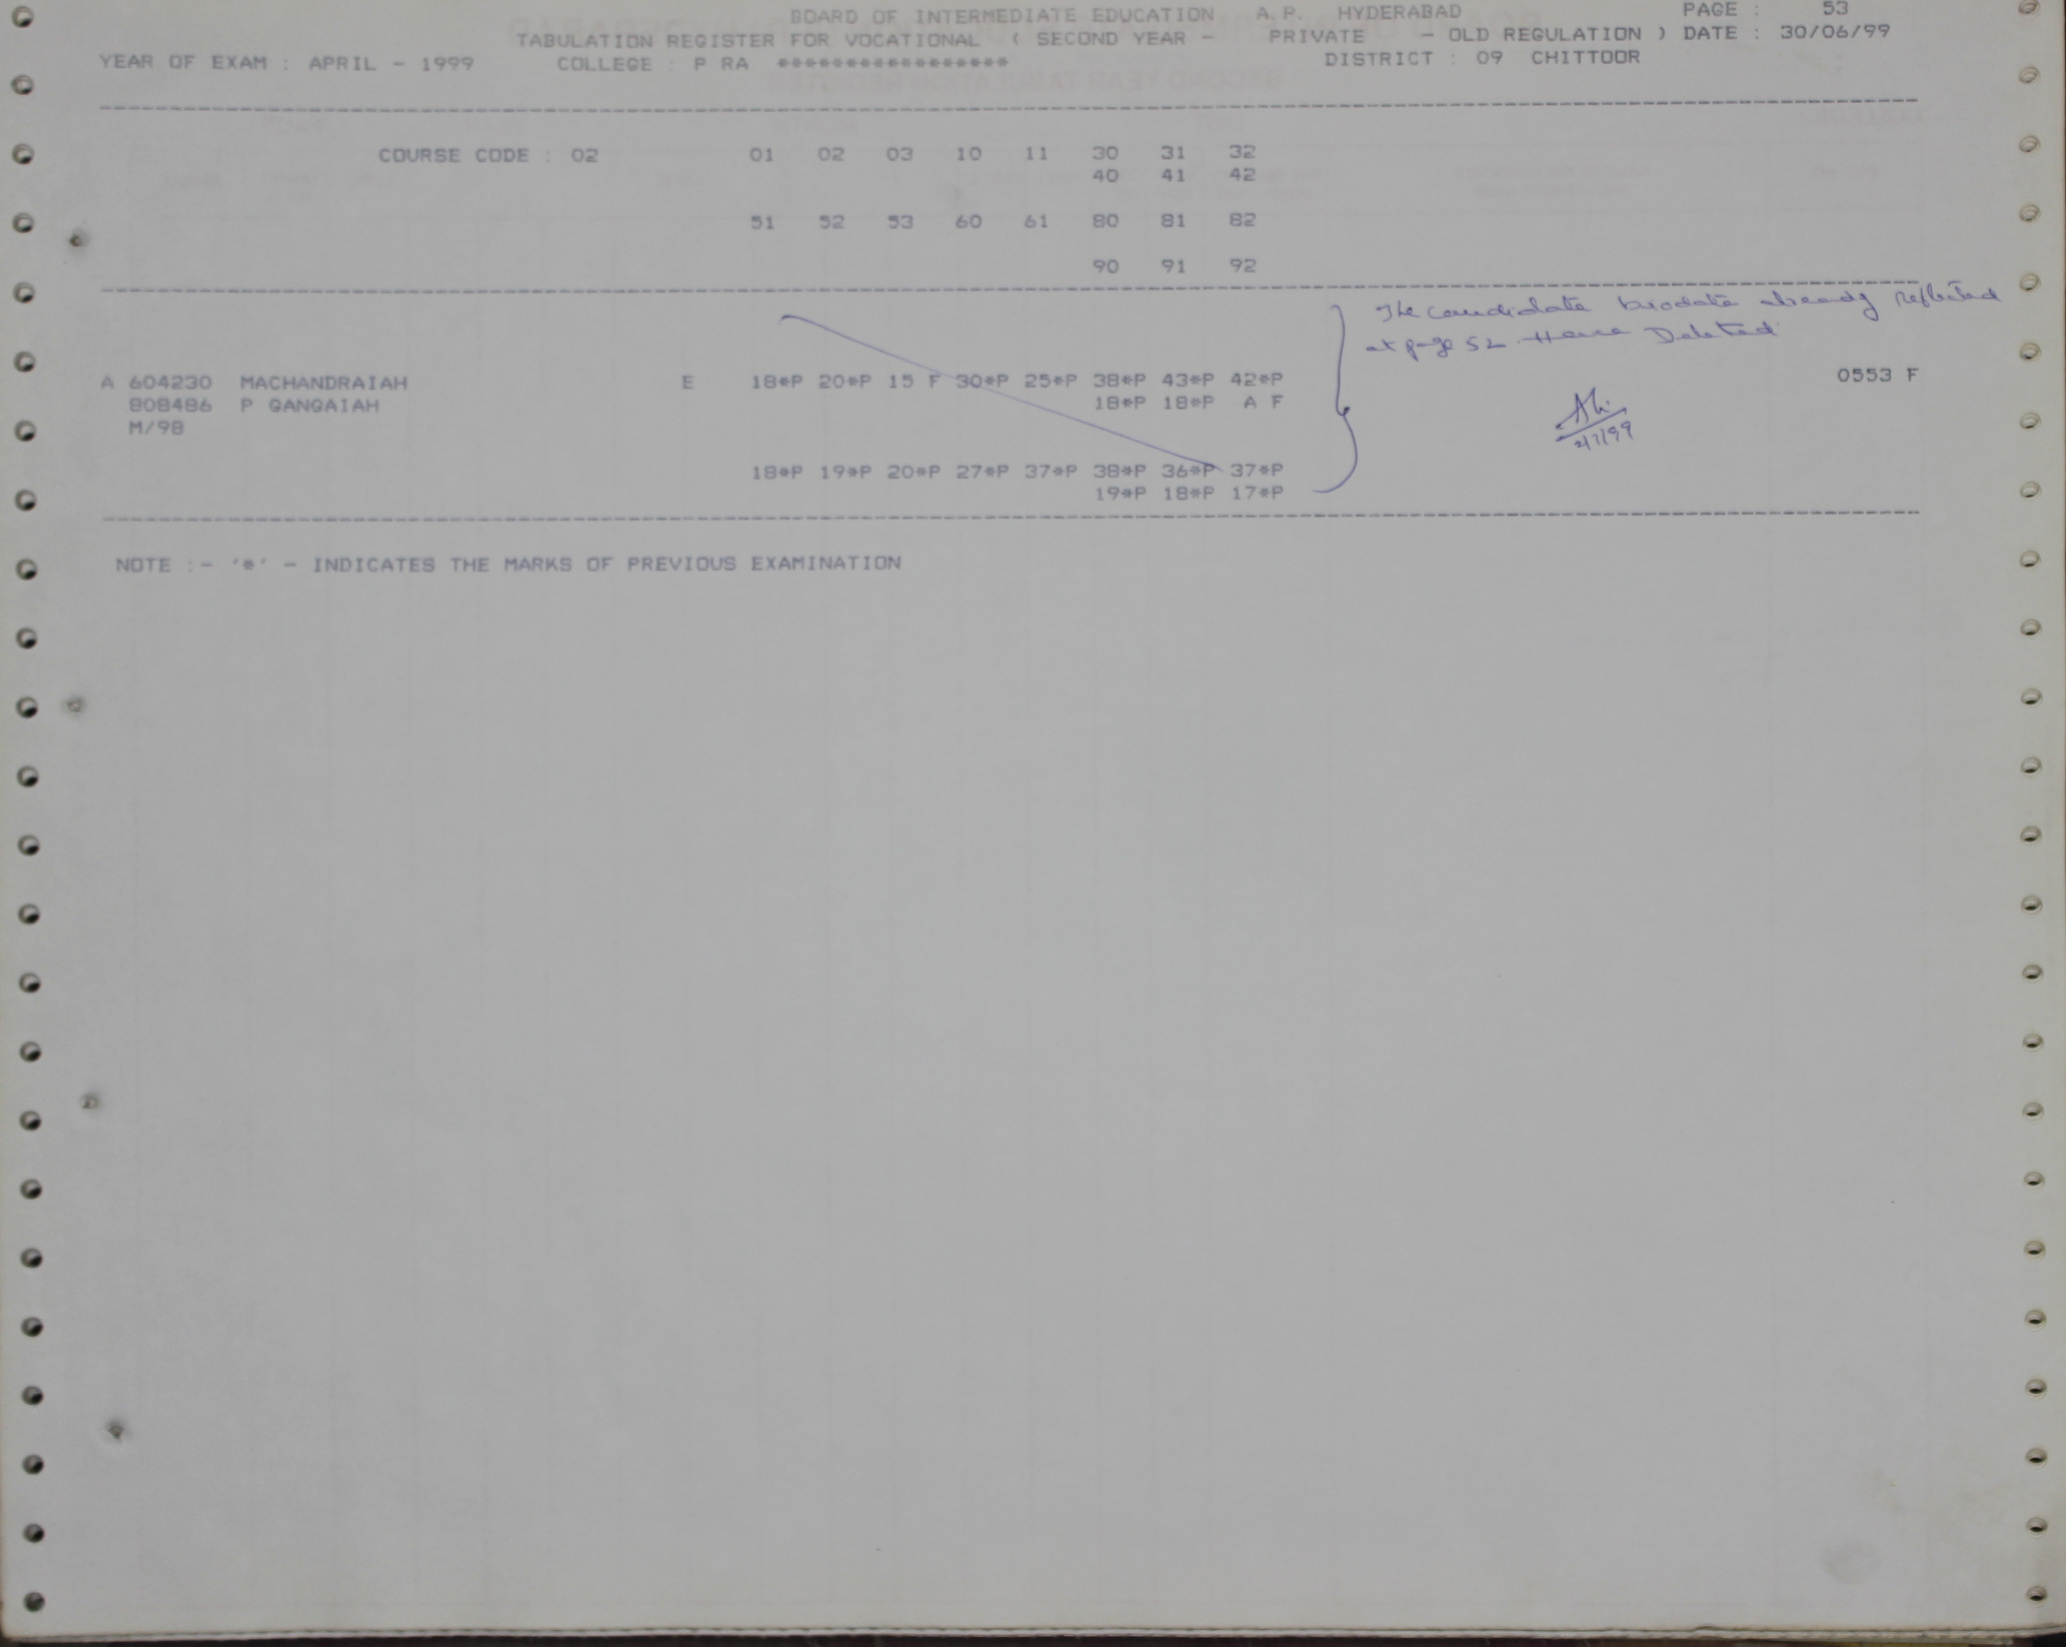 BOARD OF INTERMEDIATE EDUCATION A.P. HYDERABAD PAGE : 53
TABULATION REGISTER FOR VOCATIONAL ( SECOND YEAR - PRIVATE - OLD REGULATION ) DATE : 30/06/99
YEAR OF EXAM : APRIL - 1999 COLLEGE : P RA ***************** DISTRICT : 09 CHITTOOR
COURSE CODE : 02 01 02 03 10 11 30 31 32
40 41 42
51 52 53 60 61 80 81 82
90 91 92
The candidate biodata already reflected
at page 52. Hence Deleted
A 604230 MACHANDRAIAH E 18*P 20*P 15 F 30*P 25*P 38*P 43*P 42*P 0553 F
808486 P GANGAIAH 18*P 18*P A F
M/98
2/7/99
18*P 19*P 20*P 27*P 37*P 38*P 36*P 37*P
19*P 18*P 17*P
NOTE :- '*' - INDICATES THE MARKS OF PREVIOUS EXAMINATION